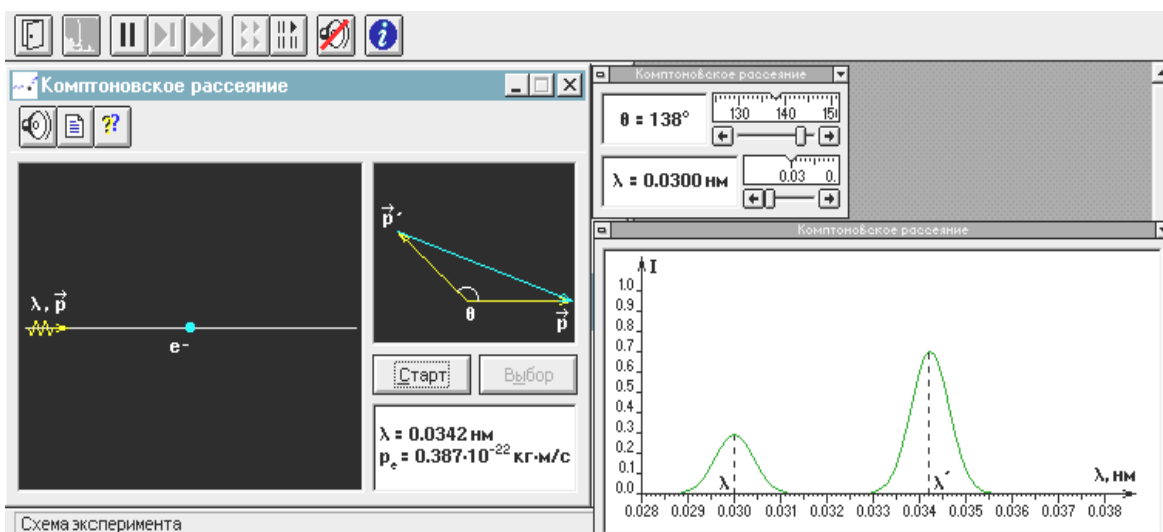 Комптоновское рассеяние
λ, p⃗
e-
p⃗´
θ
p⃗
Старт
Выбор
λ = 0.0342 нм
pₑ = 0.387·10⁻²² кг·м/с
Схема эксперимента
Комптоновское рассеяние
θ = 138°
130 140 15
λ = 0.0300 нм
0.03 0.
Комптоновское рассеяние
I
1.0
0.9
0.8
0.7
0.6
0.5
0.4
0.3
0.2
0.1
0.0
λ λ´ λ, нм
0.028 0.029 0.030 0.031 0.032 0.033 0.034 0.035 0.036 0.037 0.038